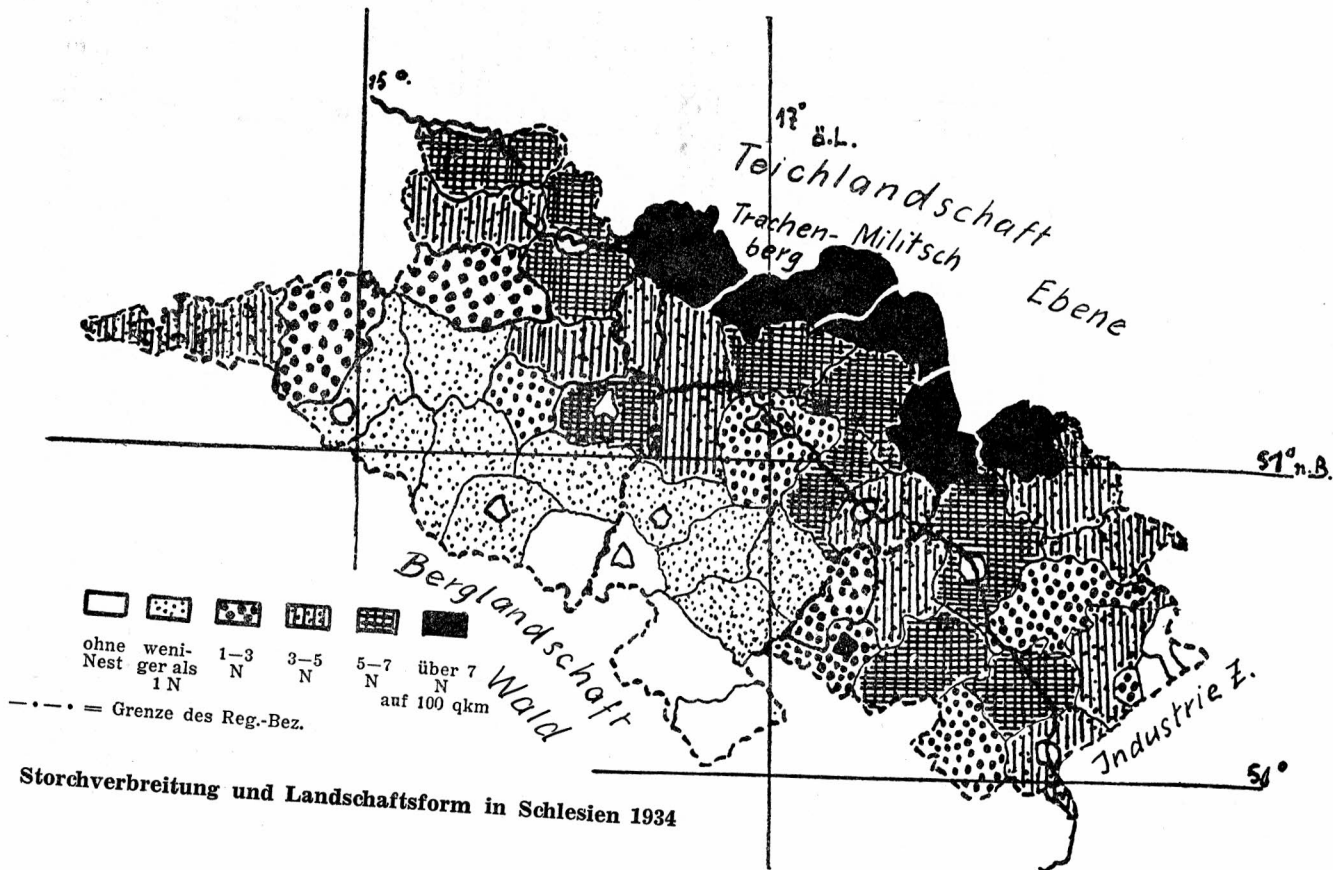 15°.
17°
ö.L.
Teichlandschaft
Trachen-
berg
Militsch
Ebene
51° n.B.
Berglandschaft
Wald
Industrie Z.
50°
ohne
Nest
weni-
ger als
1 N
1—3
N
3—5
N
5—7
N
über 7
N
auf 100 qkm
—·—·• = Grenze des Reg.-Bez.
Storchverbreitung und Landschaftsform in Schlesien 1934